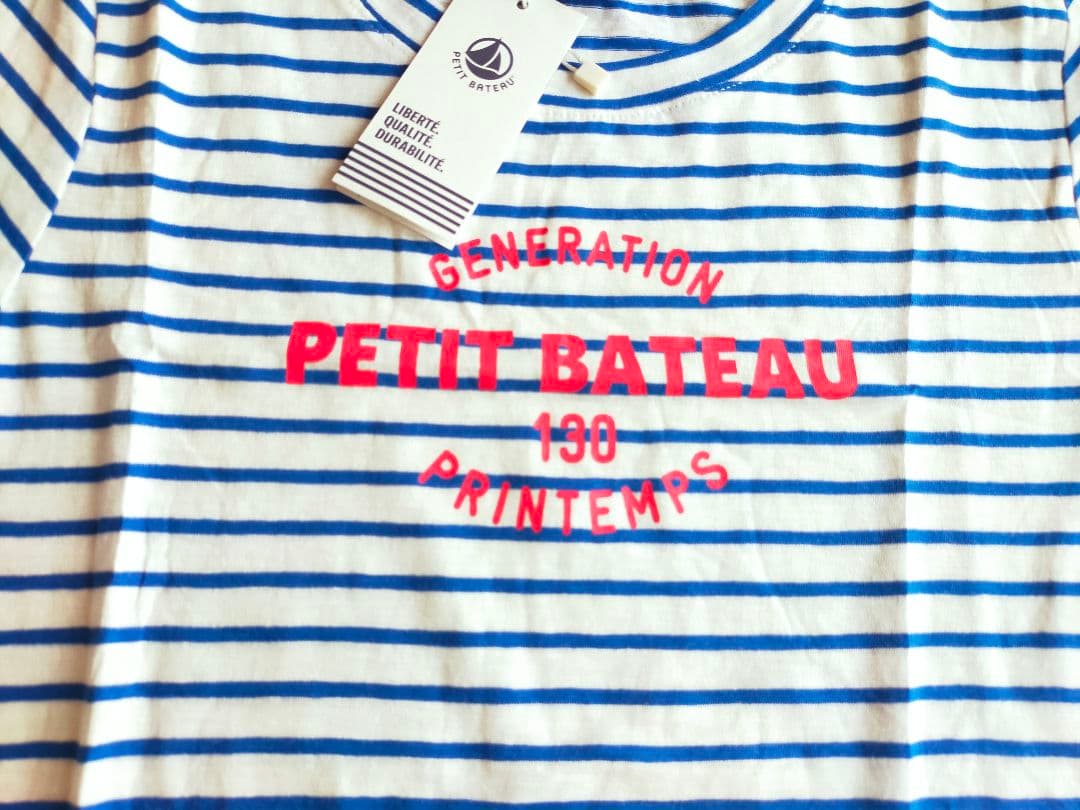 PETIT BATEAU
LIBERTÉ.
QUALITÉ.
DURABILITÉ.
GENERATION
PETIT BATEAU
130
PRINTEMPS